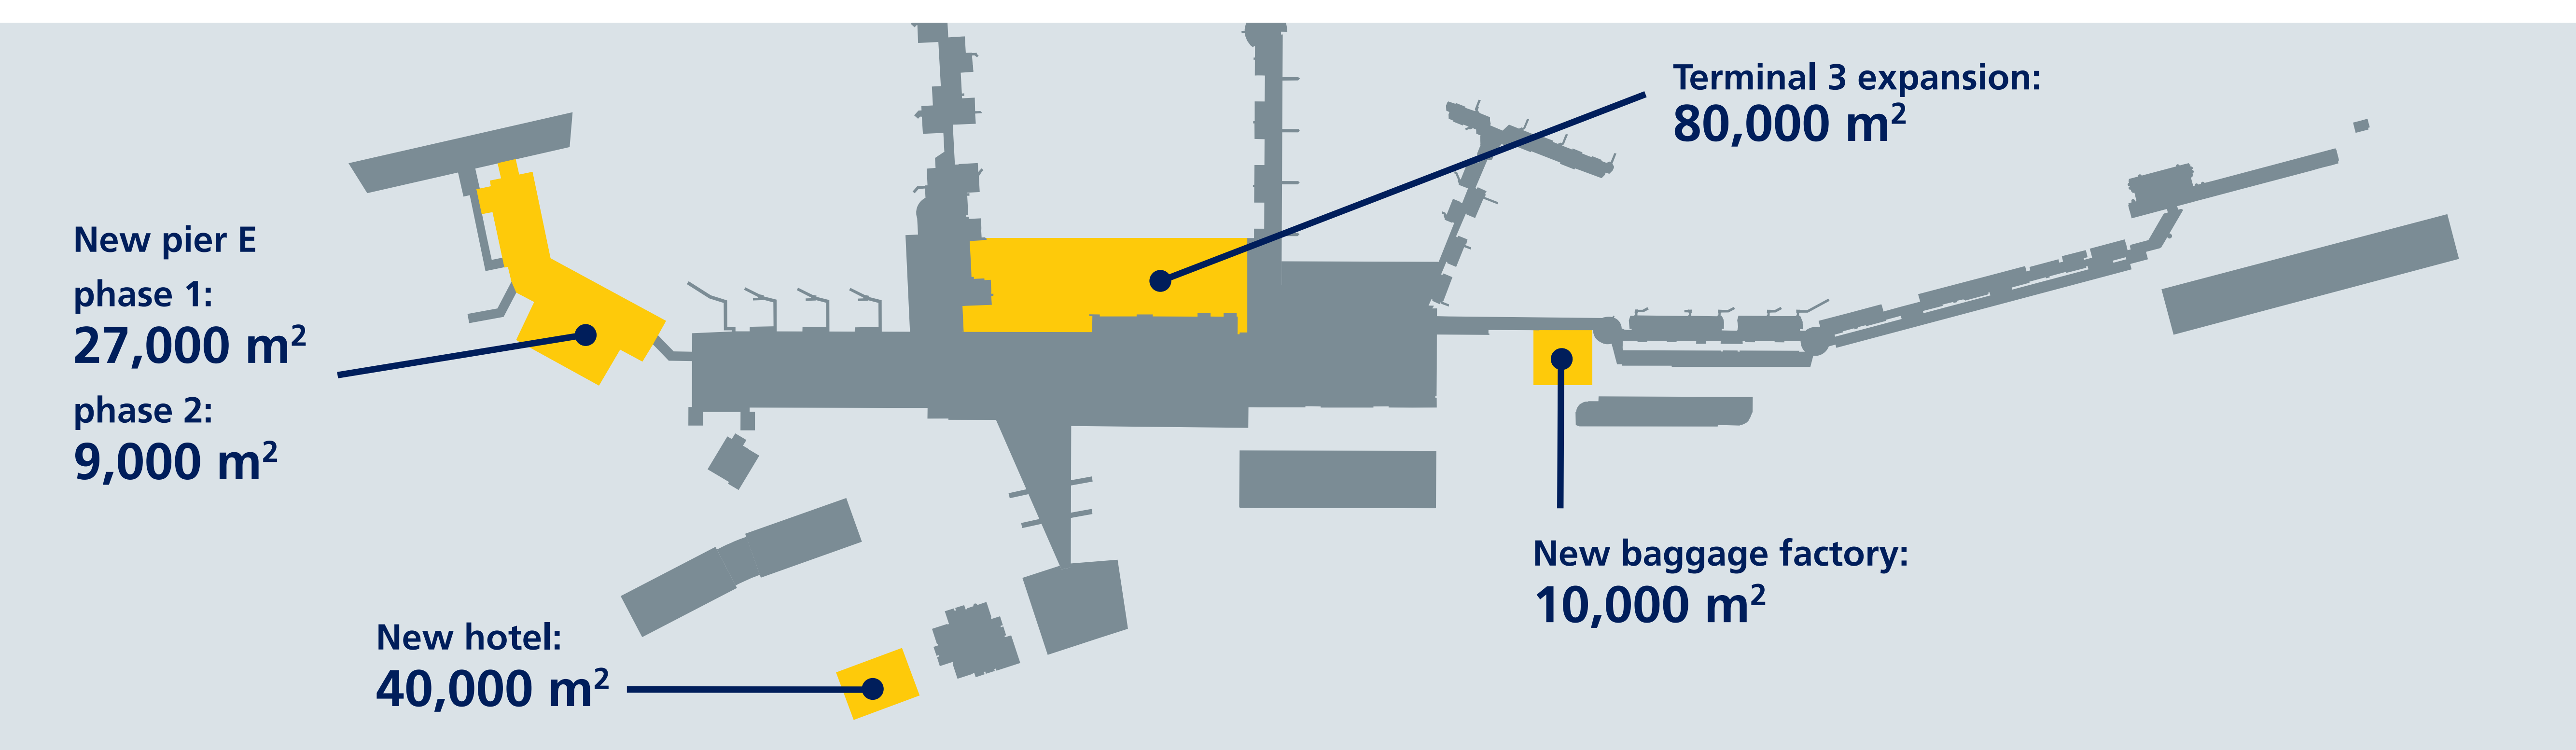 Terminal 3 expansion:
80,000 m²
New pier E
phase 1:
27,000 m²
phase 2:
9,000 m²
New baggage factory:
10,000 m²
New hotel:
40,000 m²